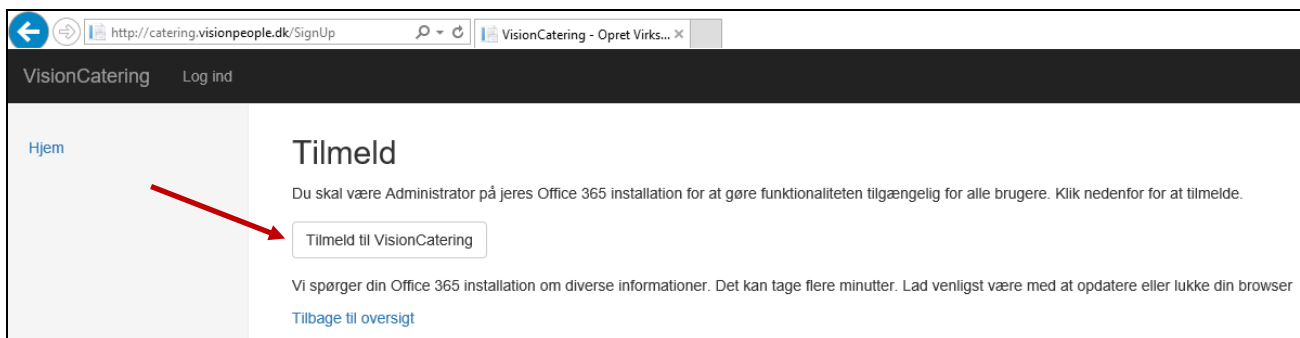 http://catering.visionpeople.dk/SignUp
VisionCatering - Opret Virks...
VisionCatering Log ind
Hjem
Tilmeld
Du skal være Administrator på jeres Office 365 installation for at gøre funktionaliteten tilgængelig for alle brugere. Klik nedenfor for at tilmelde.
Tilmeld til VisionCatering
Vi spørger din Office 365 installation om diverse informationer. Det kan tage flere minutter. Lad venligst være med at opdatere eller lukke din browser
Tilbage til oversigt